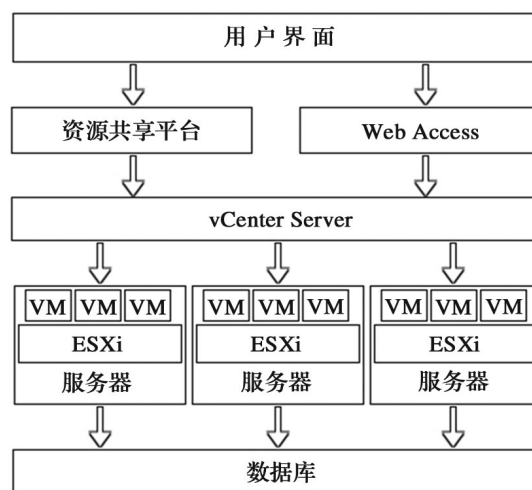 用户界面
资源共享平台 Web Access
vCenter Server
VM VM VM VM VM VM VM VM VM
ESXi ESXi ESXi
服务器 服务器 服务器
数据库